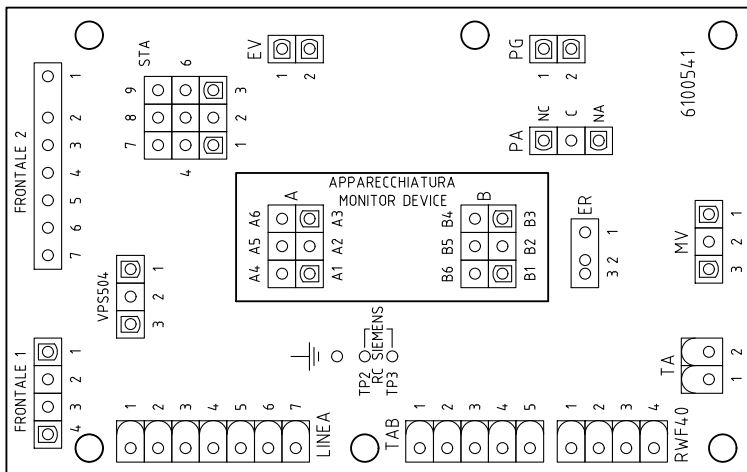 STA
6
9
8
7
3
2
1
4
EV
1
2
PG
1
2
6100541
PA
NC
C
NA
FRONTALE 2
1
2
3
4
5
6
7
APPARECCHIATURA
MONITOR DEVICE
A
A6
A5
A4
A3
A2
A1
B
B4
B5
B6
B3
B2
B1
ER
1
2
3
MV
1
2
3
VPS504
1
2
3
FRONTALE 1
1
2
3
4
TP2
RC SIEMENS
TP3
TA
2
1
1
2
3
4
5
6
7
LINEA
TAB
1
2
3
4
5
1
2
3
4
RWF40